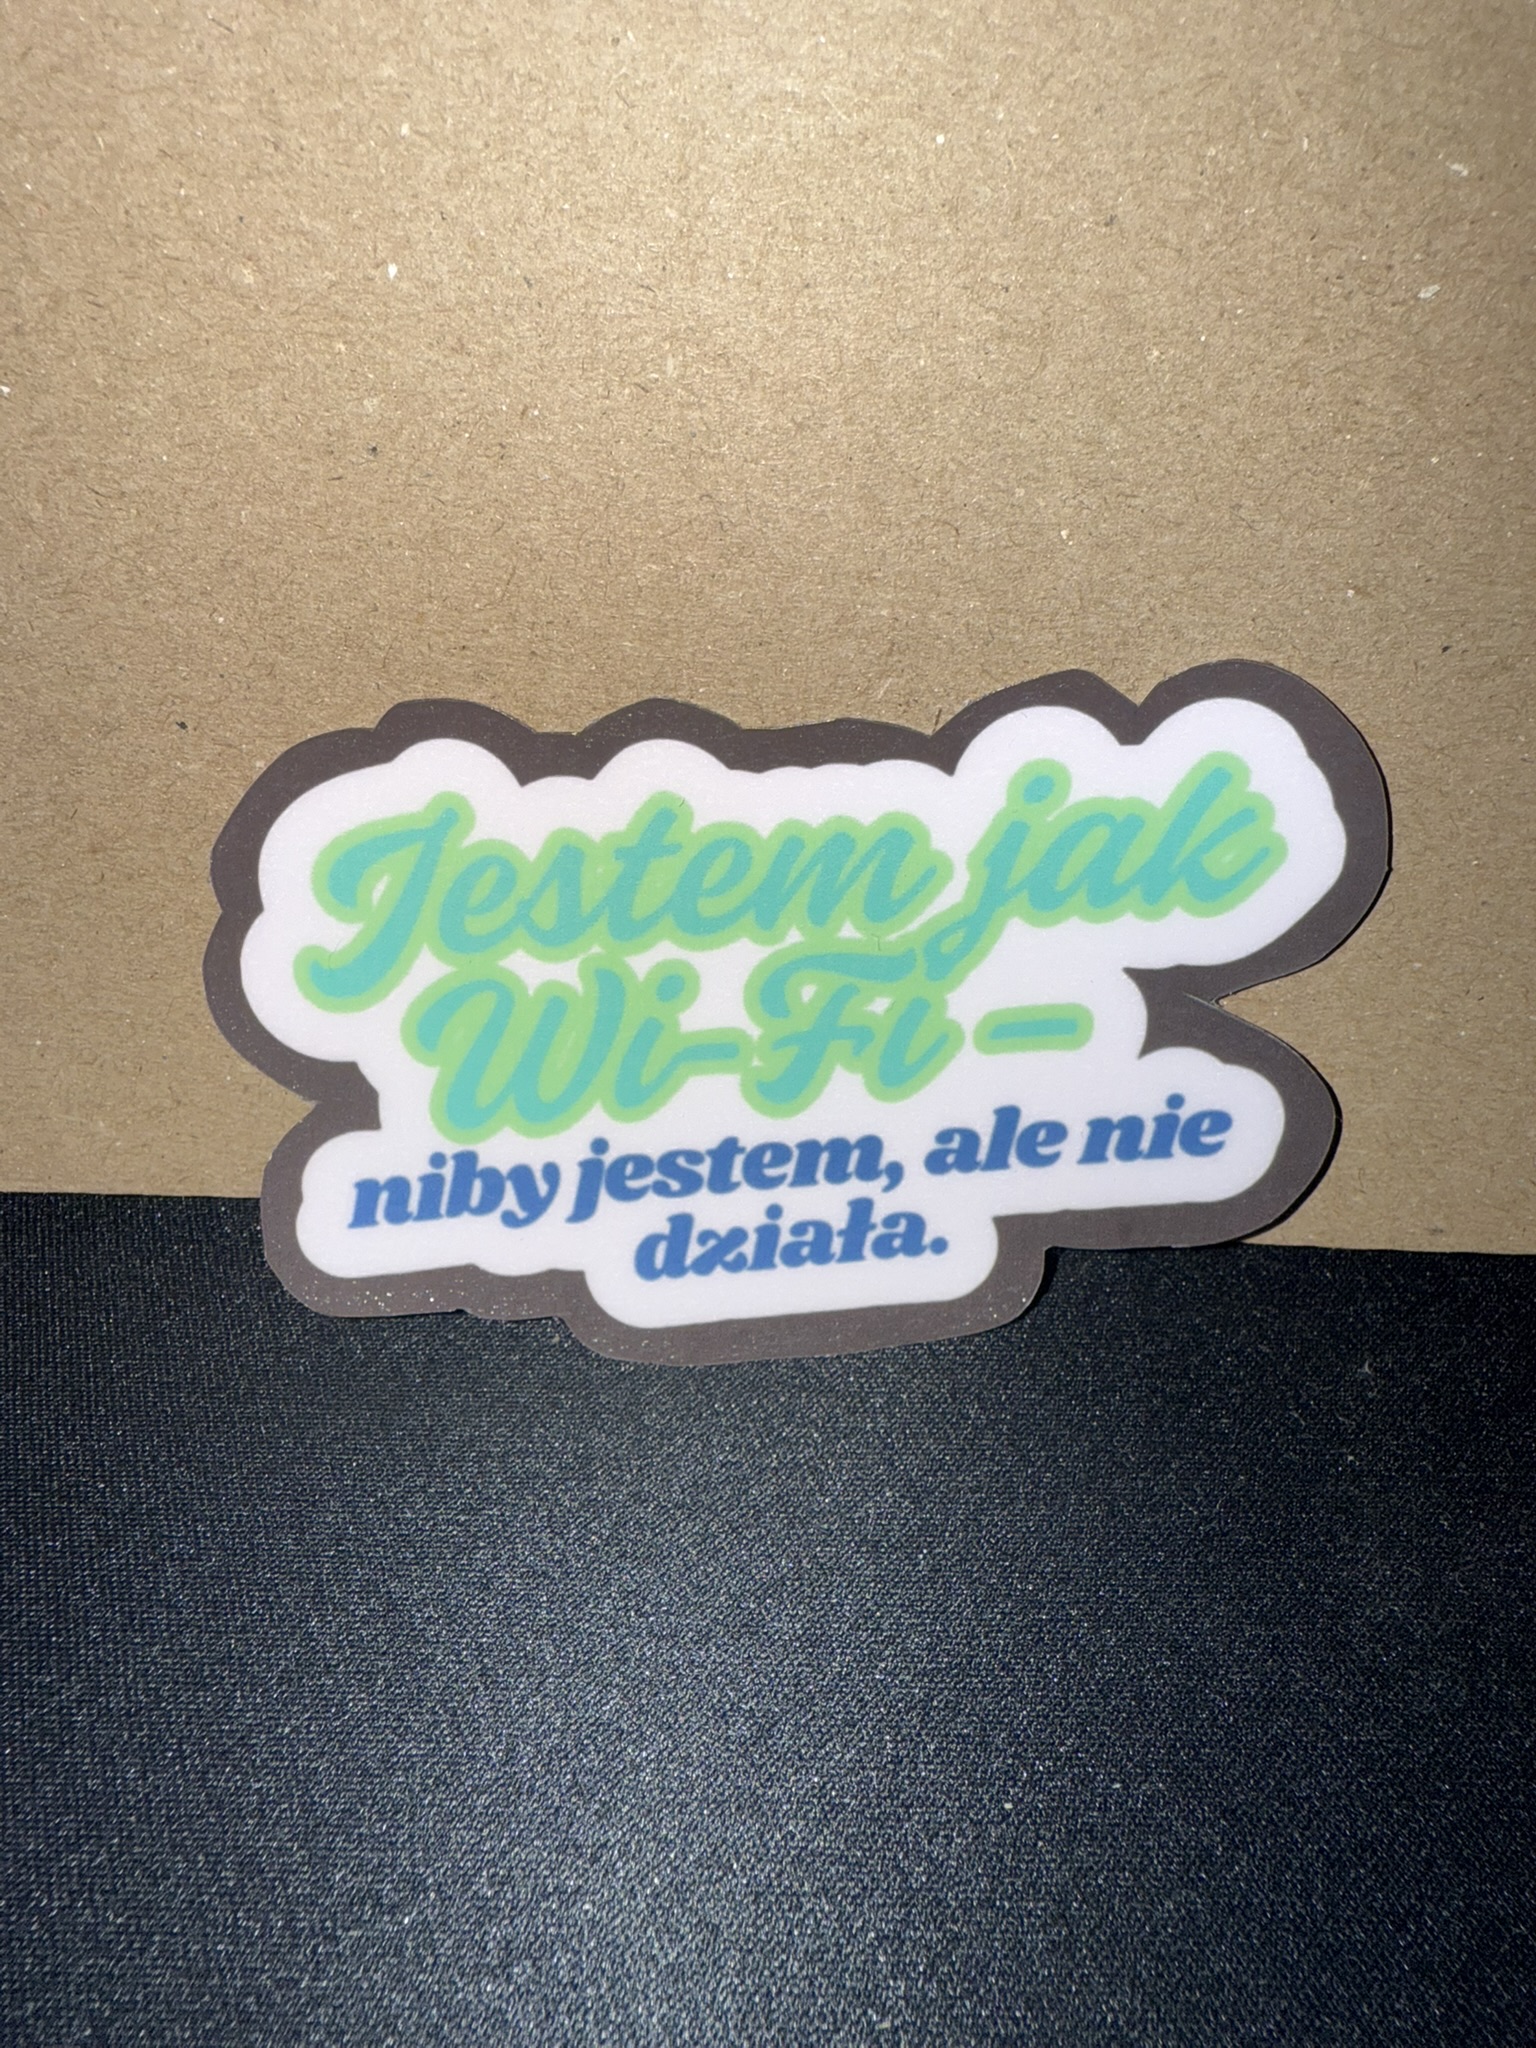 Jestem jak
Wi-Fi –
niby jestem, ale nie
działa.